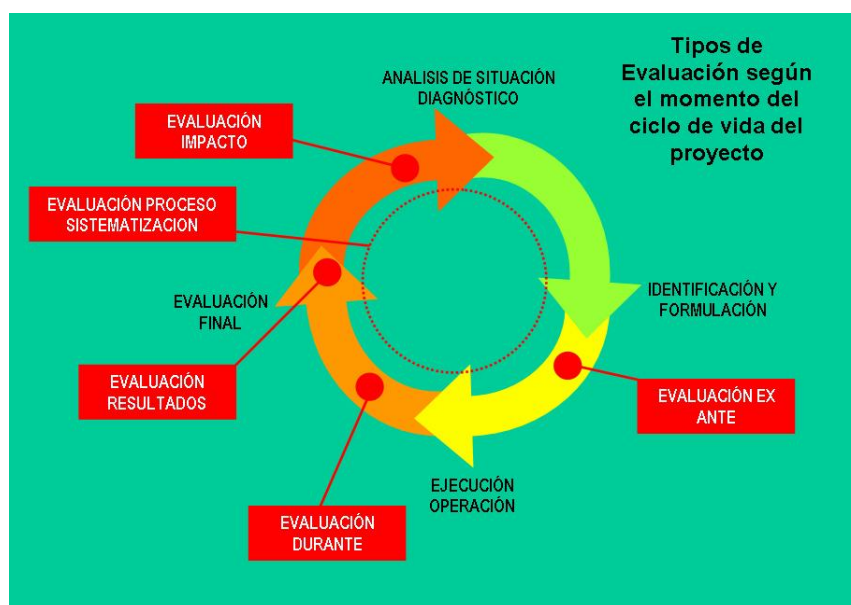 Tipos de
Evaluación según
el momento del
ciclo de vida del
proyecto
ANALISIS DE SITUACIÓN
DIAGNÓSTICO
EVALUACIÓN
IMPACTO
EVALUACIÓN PROCESO
SISTEMATIZACION
EVALUACIÓN
FINAL
IDENTIFICACIÓN Y
FORMULACIÓN
EVALUACIÓN
RESULTADOS
EVALUACIÓN EX
ANTE
EJECUCIÓN
OPERACIÓN
EVALUACIÓN
DURANTE